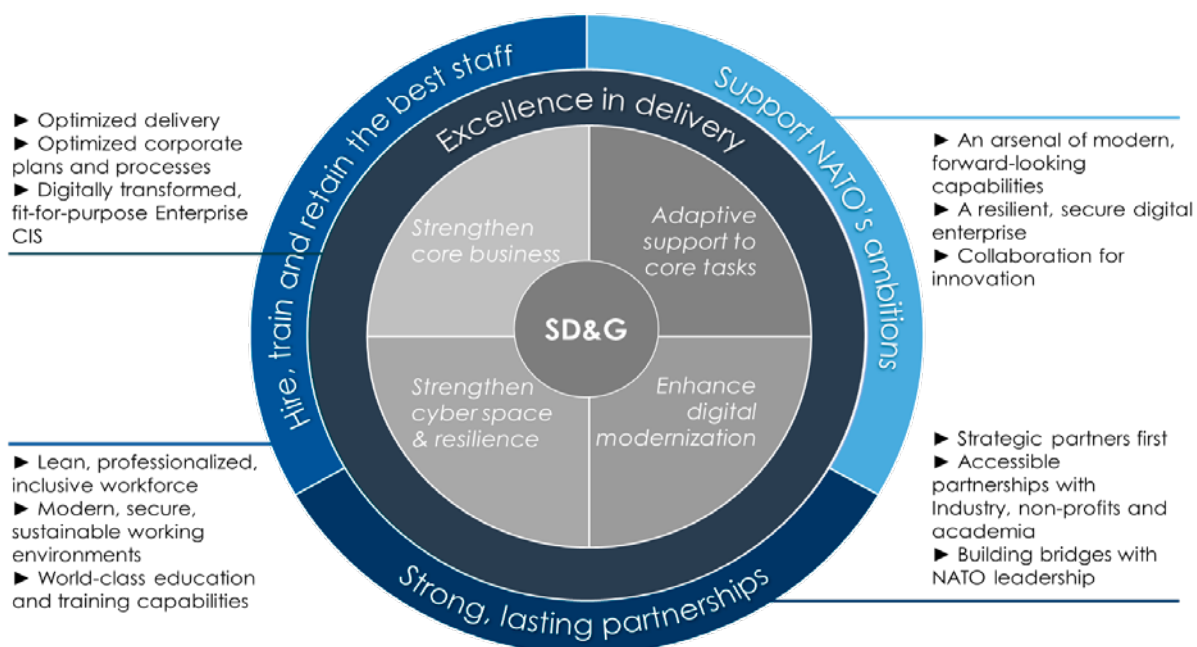 Hire, train and retain the best staff
Support NATO's ambitions
Excellence in delivery
► Optimized delivery
► Optimized corporate
plans and processes
► Digitally transformed,
fit-for-purpose Enterprise
CIS
► An arsenal of modern,
forward-looking
capabilities
► A resilient, secure digital
enterprise
► Collaboration for
innovation
Strengthen
core business
Adaptive
support to
core tasks
SD&G
Strengthen
cyber space
& resilience
Enhance
digital
modernization
► Lean, professionalized,
inclusive workforce
► Modern, secure,
sustainable working
environments
► World-class education
and training capabilities
► Strategic partners first
► Accessible
partnerships with
Industry, non-profits and
academia
► Building bridges with
NATO leadership
Strong, lasting partnerships